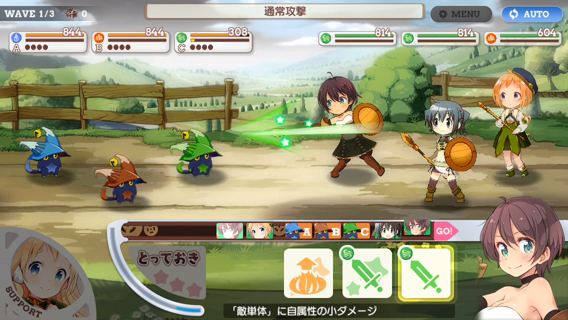 WAVE 1/3
0
通常攻撃
MENU
AUTO
844
844
308
814
814
604
A
B
C
A
B
C
GO!
とっておき
SUPPORT
「敵単体」に自属性の小ダメージ